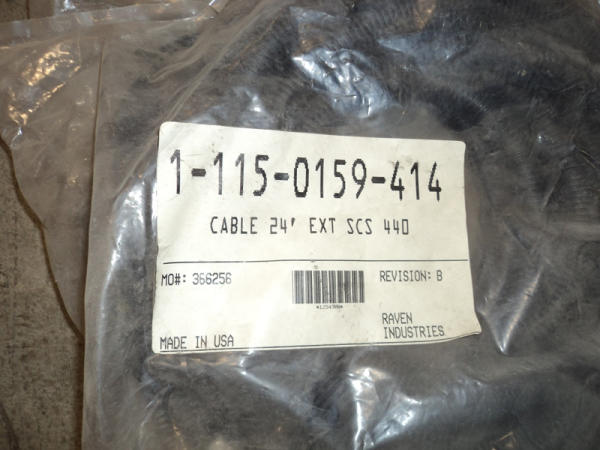 1-115-0159-414
CABLE 24' EXT SCS 440
MO#: 366256
REVISION: B
RAVEN
INDUSTRIES
MADE IN USA